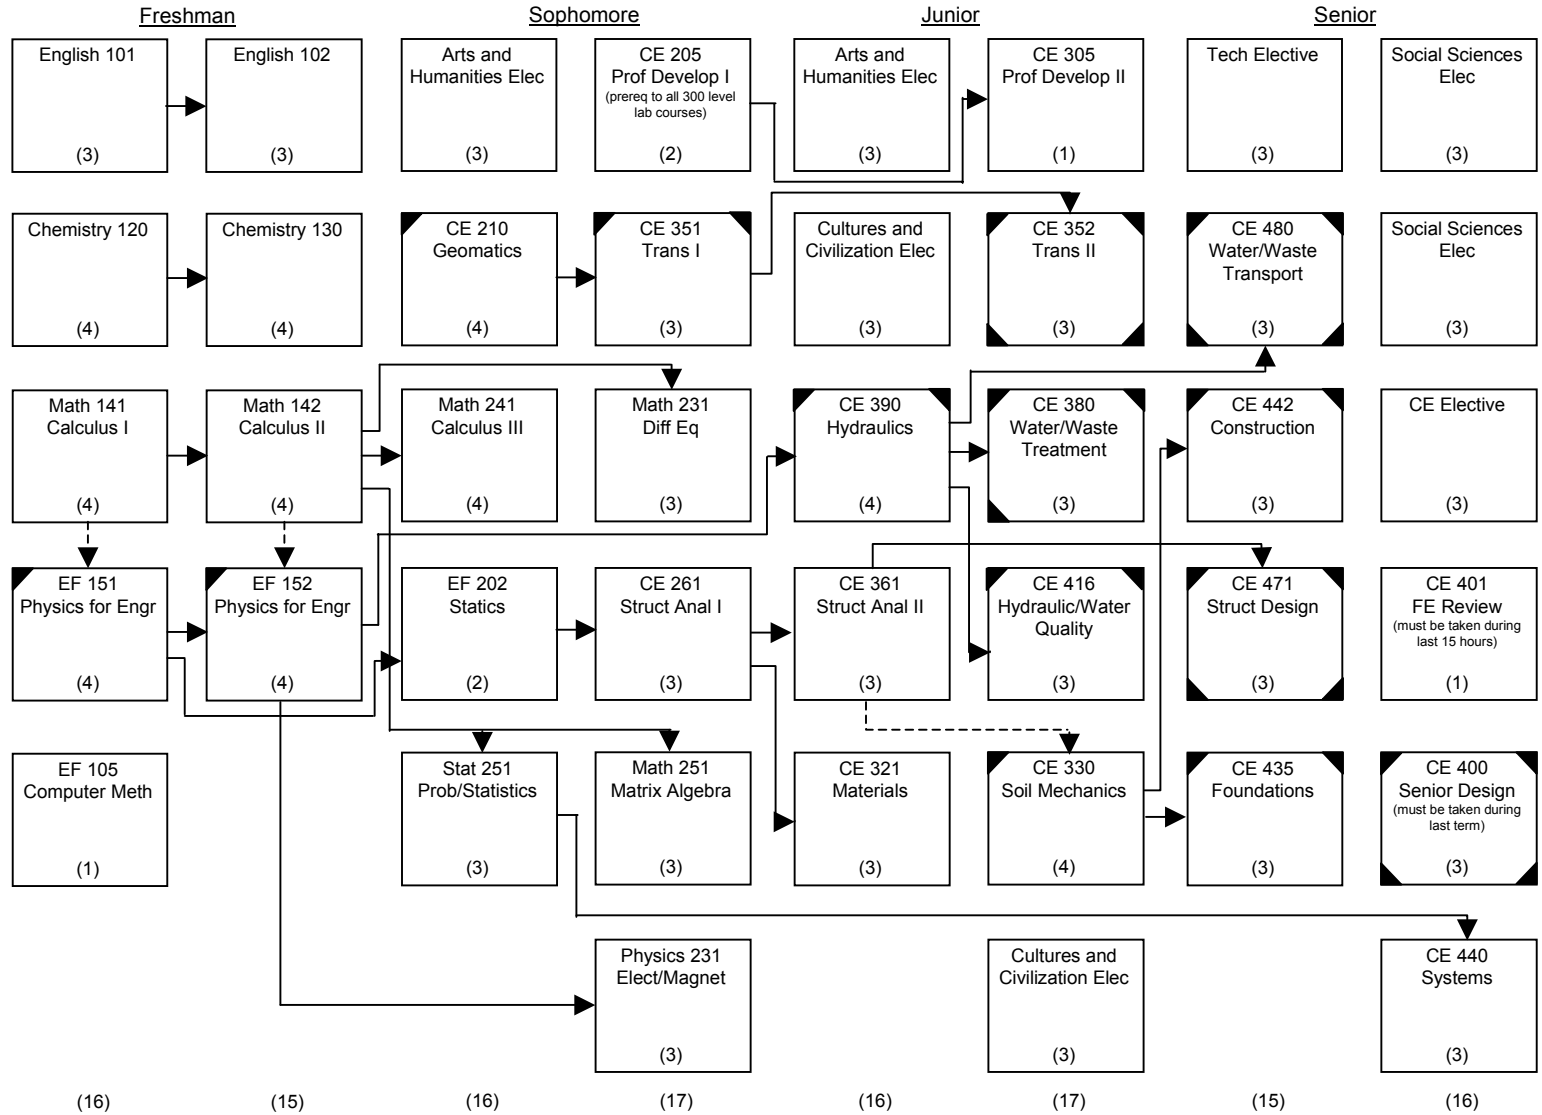 Freshman
Sophomore
Junior
Senior
English 101
(3)
English 102
(3)
Arts and
Humanities Elec
(3)
CE 205
Prof Develop I
(prereq to all 300 level
lab courses)
(2)
Arts and
Humanities Elec
(3)
CE 305
Prof Develop II
(1)
Tech Elective
(3)
Social Sciences
Elec
(3)
Chemistry 120
(4)
Chemistry 130
(4)
CE 210
Geomatics
(4)
CE 351
Trans I
(3)
Cultures and
Civilization Elec
(3)
CE 352
Trans II
(3)
CE 480
Water/Waste
Transport
(3)
Social Sciences
Elec
(3)
Math 141
Calculus I
(4)
Math 142
Calculus II
(4)
Math 241
Calculus III
(4)
Math 231
Diff Eq
(3)
CE 390
Hydraulics
(4)
CE 380
Water/Waste
Treatment
(3)
CE 442
Construction
(3)
CE Elective
(3)
EF 151
Physics for Engr
(4)
EF 152
Physics for Engr
(4)
EF 202
Statics
(2)
CE 261
Struct Anal I
(3)
CE 361
Struct Anal II
(3)
CE 416
Hydraulic/Water
Quality
(3)
CE 471
Struct Design
(3)
CE 401
FE Review
(must be taken during
last 15 hours)
(1)
EF 105
Computer Meth
(1)
Stat 251
Prob/Statistics
(3)
Math 251
Matrix Algebra
(3)
CE 321
Materials
(3)
CE 330
Soil Mechanics
(4)
CE 435
Foundations
(3)
CE 400
Senior Design
(must be taken during
last term)
(3)
Physics 231
Elect/Magnet
(3)
Cultures and
Civilization Elec
(3)
CE 440
Systems
(3)
(16)
(15)
(16)
(17)
(16)
(17)
(15)
(16)